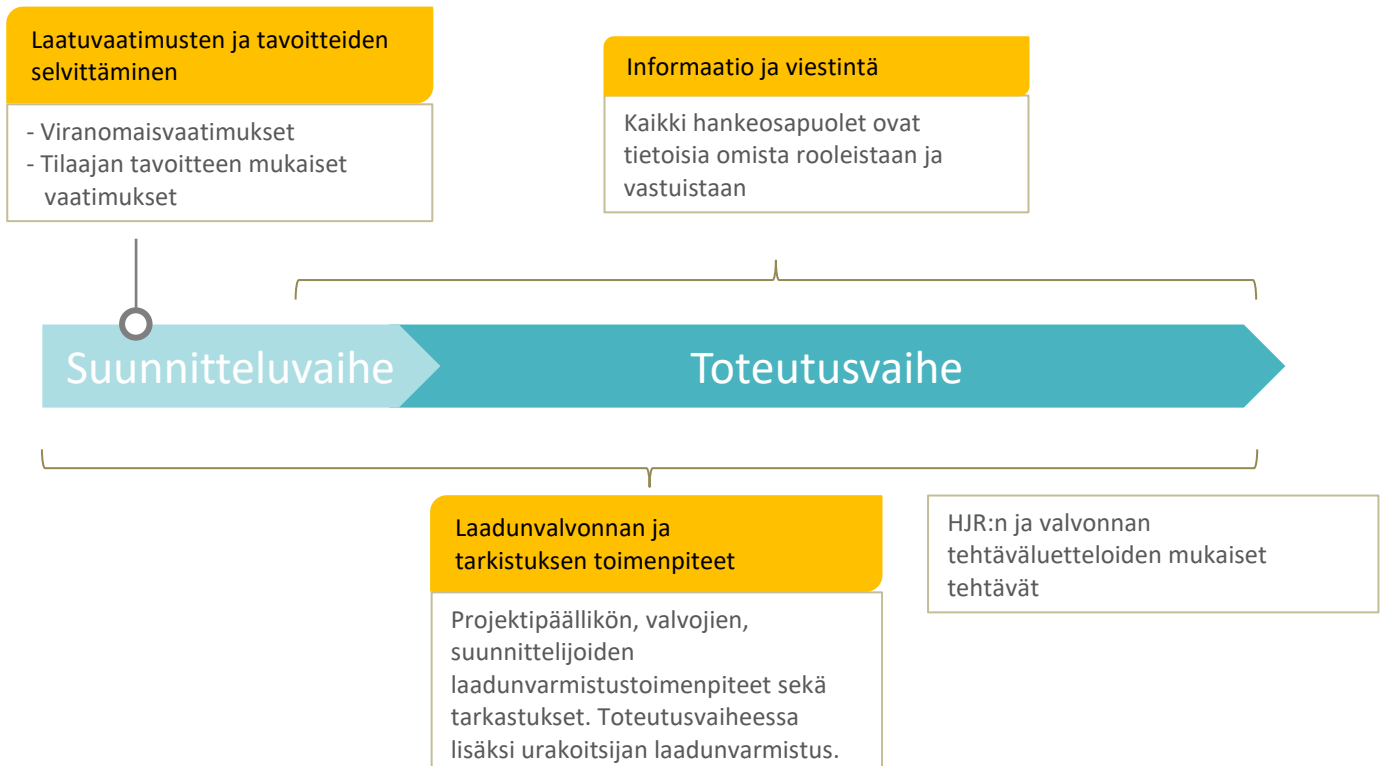 Laatuvaatimusten ja tavoitteiden
selvittäminen
- Viranomaisvaatimukset
- Tilaajan tavoitteen mukaiset
vaatimukset
Informaatio ja viestintä
Kaikki hankeosapuolet ovat
tietoisia omista rooleistaan ja
vastuistaan
Suunnitteluvaihe
Toteutusvaihe
Laadunvalvonnan ja
tarkistuksen toimenpiteet
Projektipäällikön, valvojien,
suunnittelijoiden
laadunvarmistustoimenpiteet sekä
tarkastukset. Toteutusvaiheessa
lisäksi urakoitsijan laadunvarmistus.
HJR:n ja valvonnan
tehtäväluetteloiden mukaiset
tehtävät